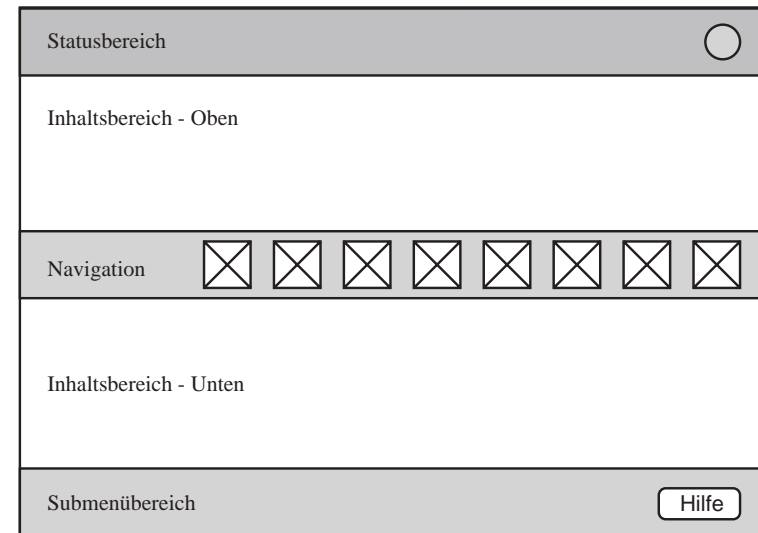 Statusbereich
Inhaltsbereich - Oben
Navigation
Inhaltsbereich - Unten
Submenübereich
Hilfe